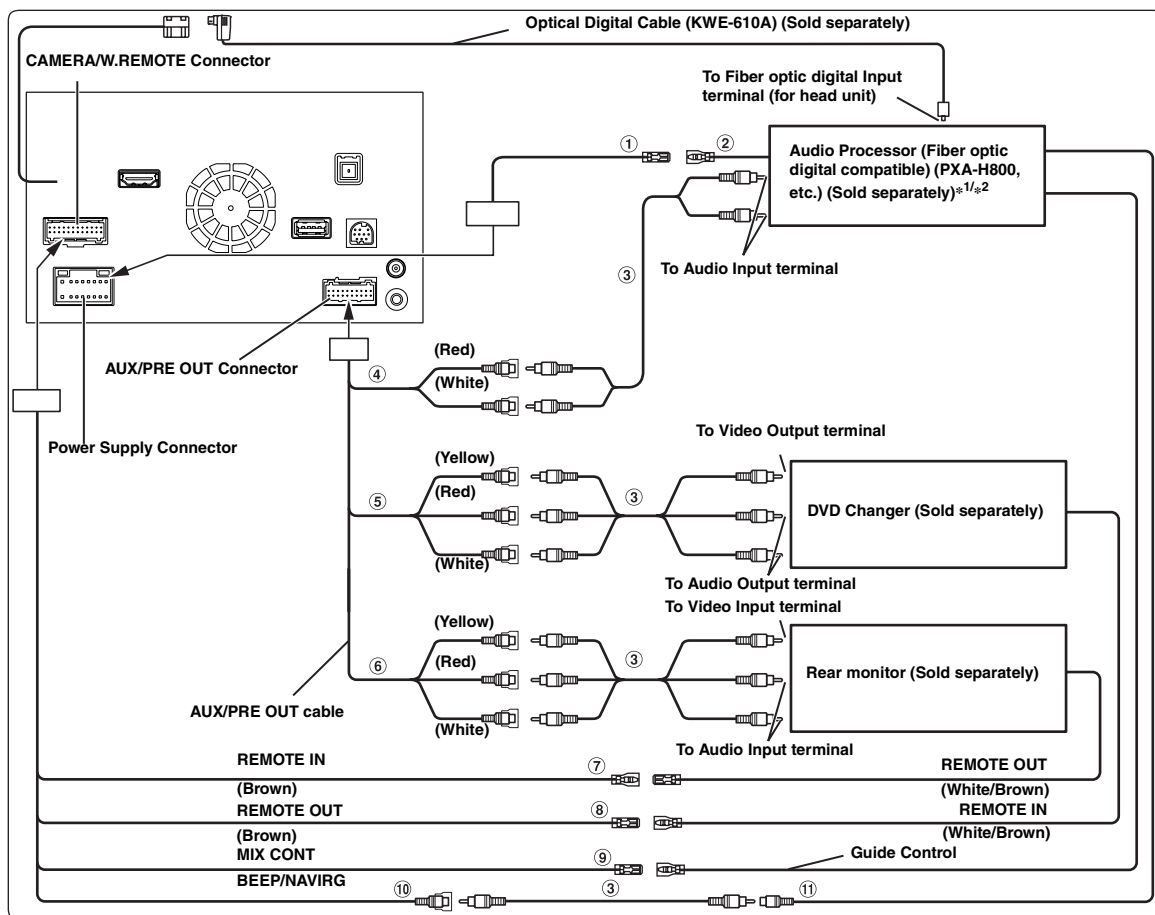 Optical Digital Cable (KWE-610A) (Sold separately)
CAMERA/W.REMOTE Connector
To Fiber optic digital Input
terminal (for head unit)
① ②
Audio Processor (Fiber optic
digital compatible) (PXA-H800,
etc.) (Sold separately)*1/*2
To Audio Input terminal
③
AUX/PRE OUT Connector
④
(Red)
(White)
Power Supply Connector
To Video Output terminal
(Yellow)
(Red)
⑤
③
(White)
DVD Changer (Sold separately)
To Audio Output terminal
To Video Input terminal
(Yellow)
(Red)
⑥
③
(White)
Rear monitor (Sold separately)
AUX/PRE OUT cable
To Audio Input terminal
REMOTE IN
(Brown)
⑦
REMOTE OUT
(White/Brown)
REMOTE OUT
(Brown)
⑧
REMOTE IN
(White/Brown)
MIX CONT
⑨
Guide Control
BEEP/NAVIRG
⑩
③
⑪